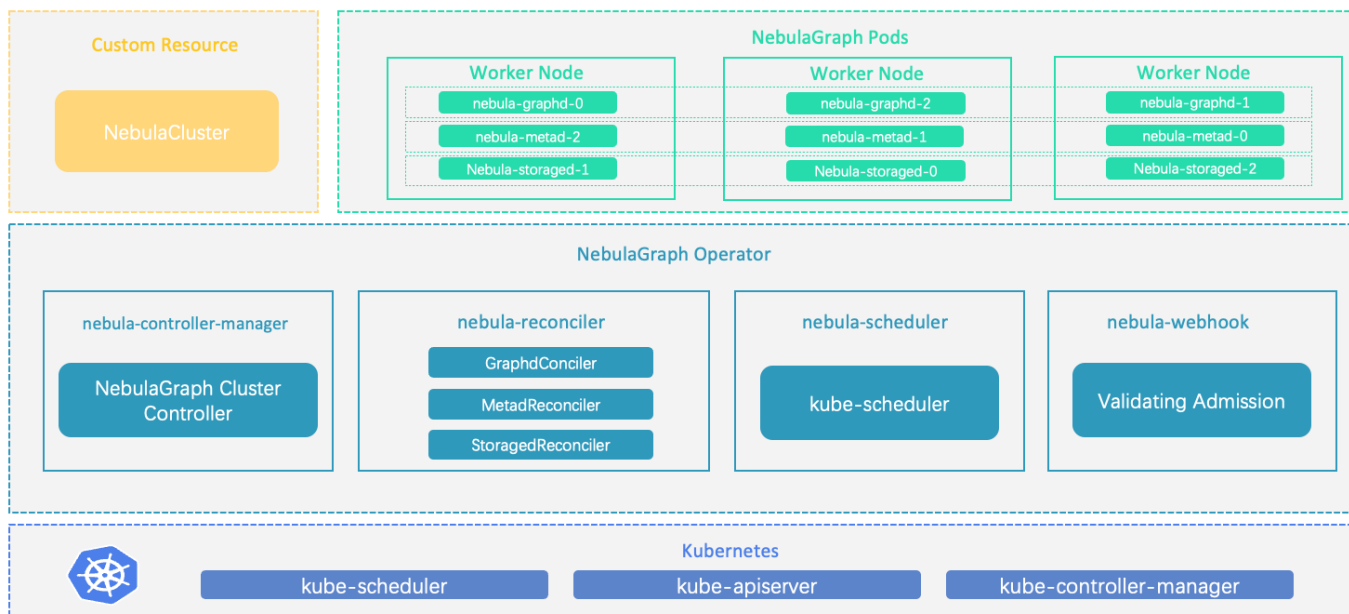 Custom Resource
NebulaCluster
NebulaGraph Pods
Worker Node
nebula-graphd-0
nebula-metad-2
Nebula-storaged-1
Worker Node
nebula-graphd-2
nebula-metad-1
Nebula-storaged-0
Worker Node
nebula-graphd-1
nebula-metad-0
Nebula-storaged-2
NebulaGraph Operator
nebula-controller-manager
NebulaGraph Cluster
Controller
nebula-reconciler
GraphdConciler
MetadReconciler
StoragedReconciler
nebula-scheduler
kube-scheduler
nebula-webhook
Validating Admission
Kubernetes
kube-scheduler
kube-apiserver
kube-controller-manager